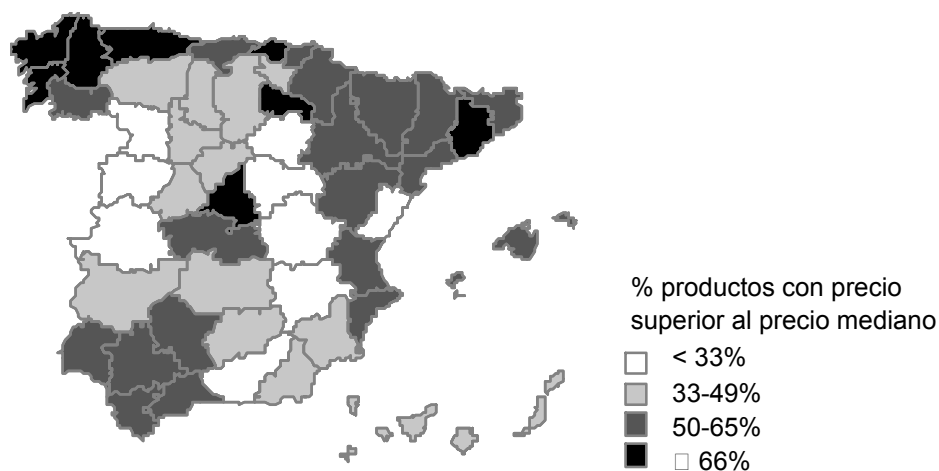 % productos con precio
superior al precio mediano
< 33%
33-49%
50-65%
□ 66%